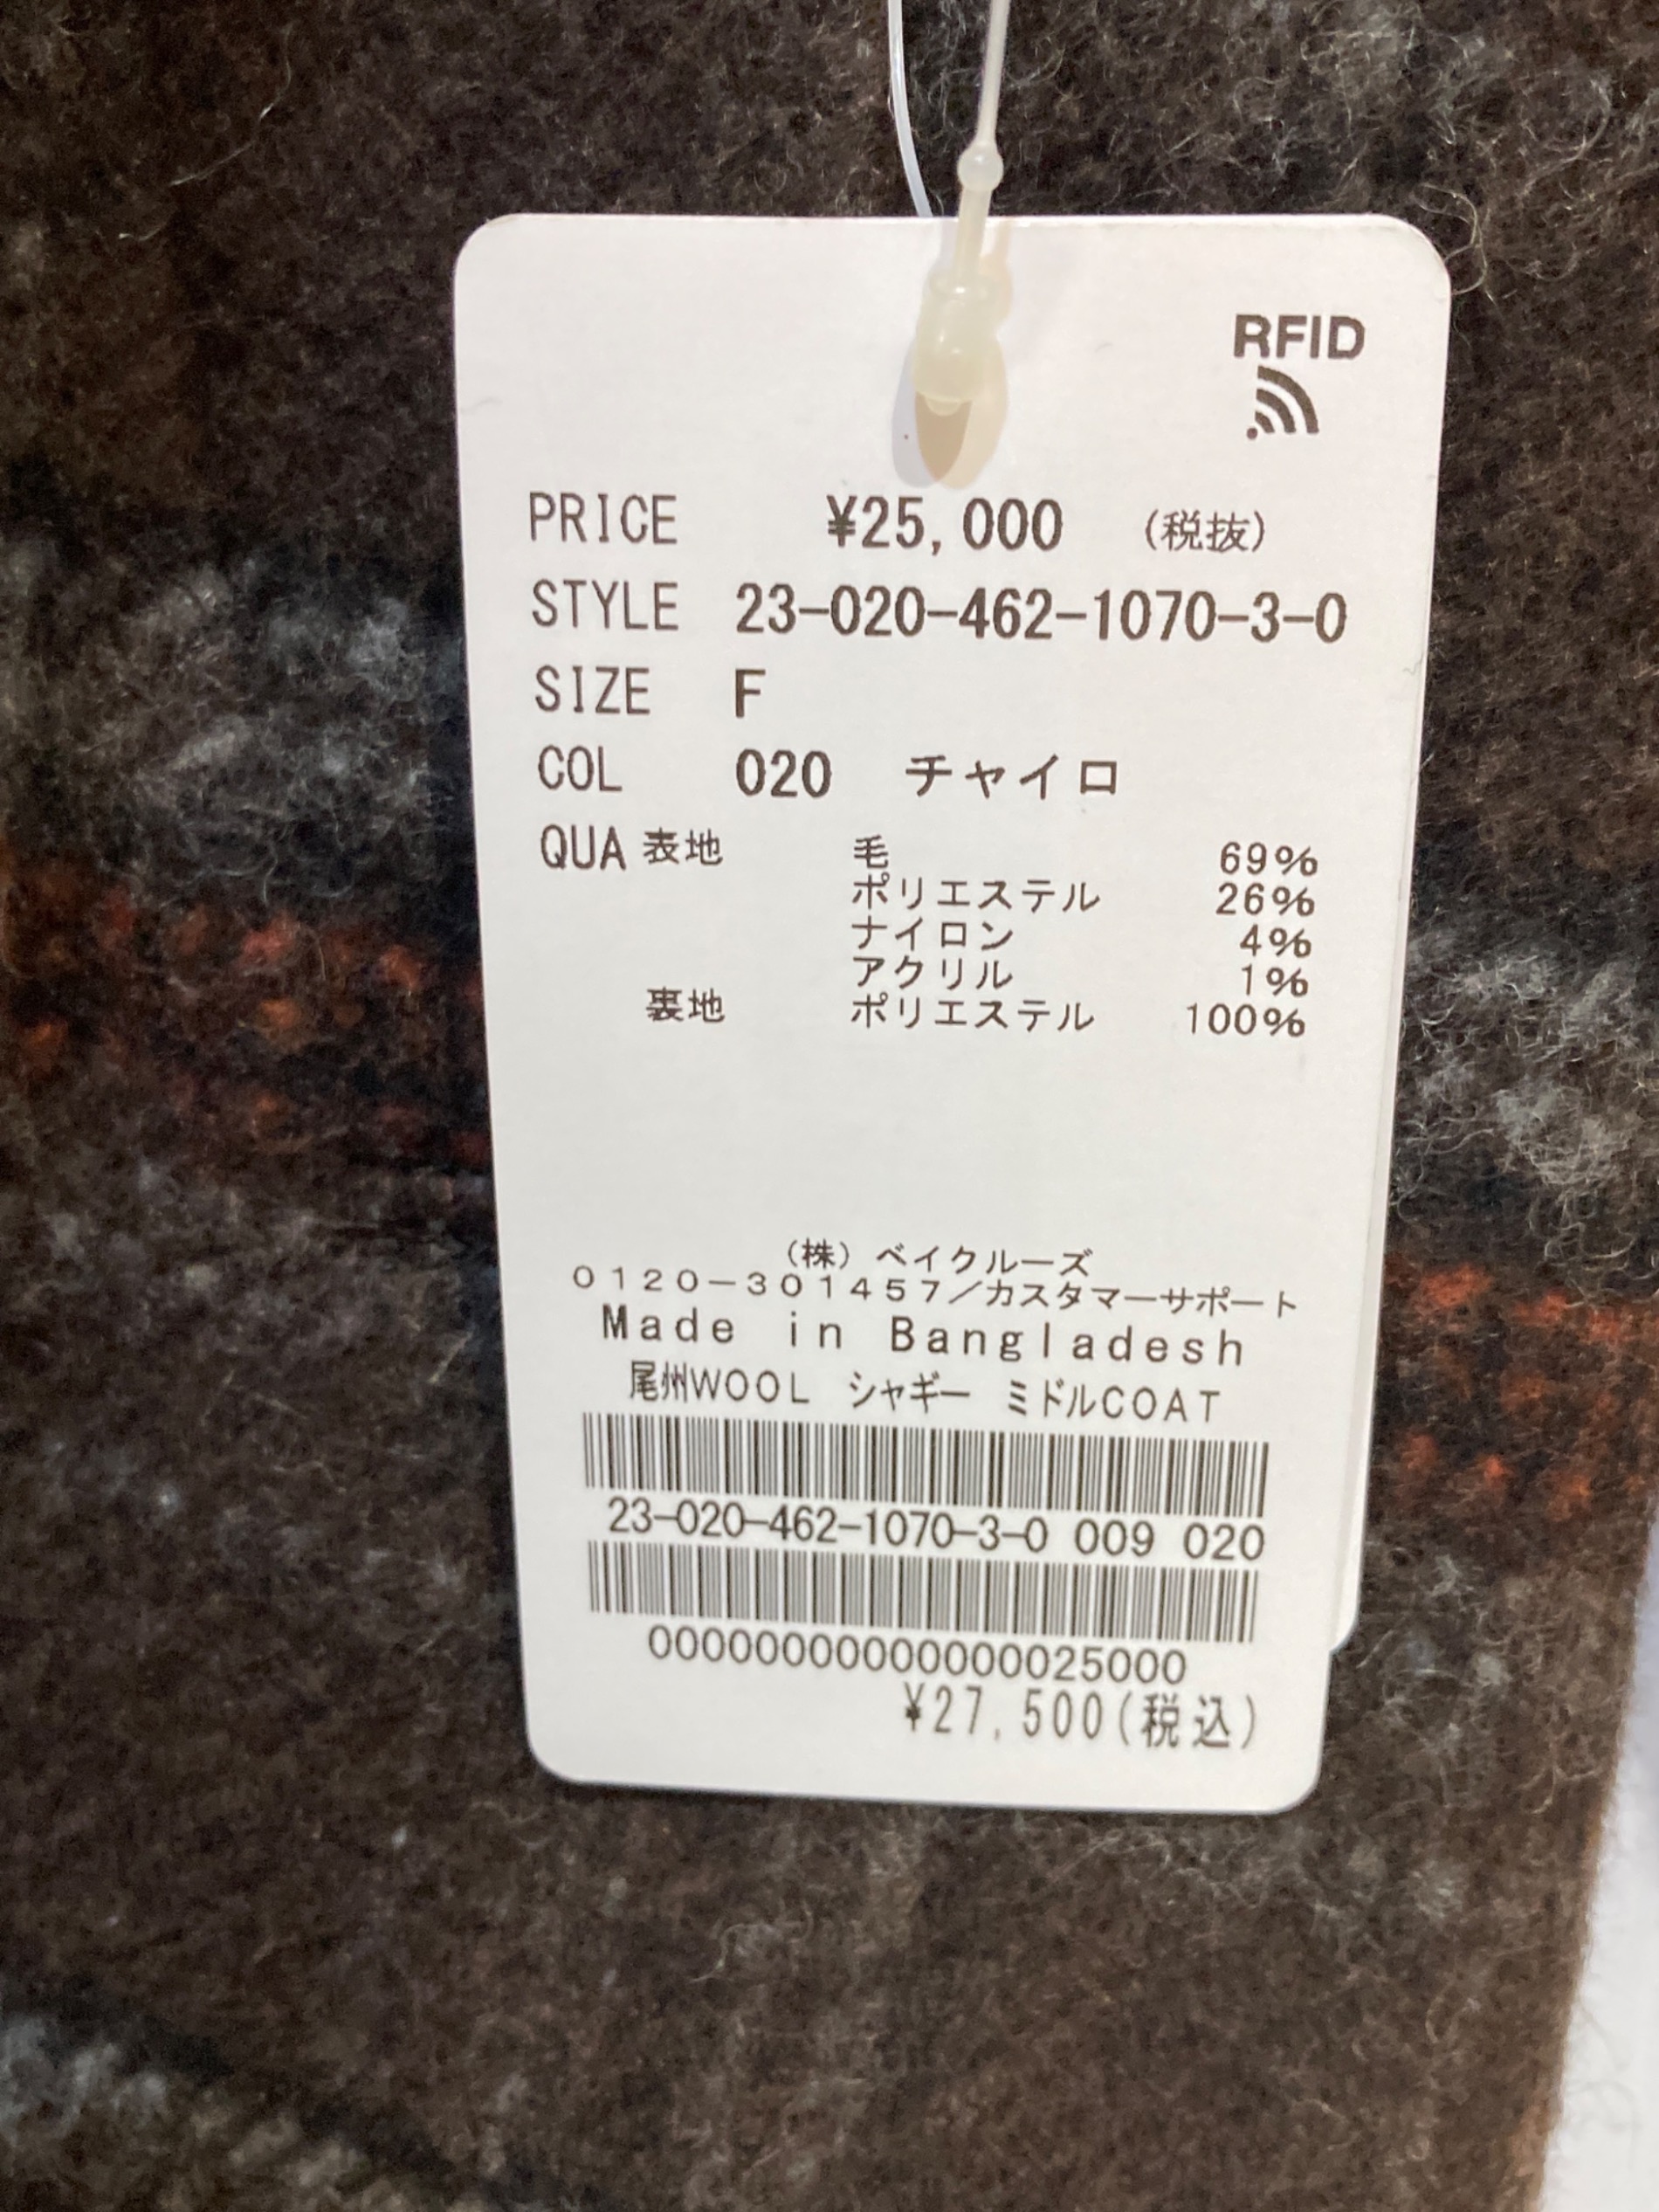 RFID
PRICE ¥25,000 (税抜)
STYLE 23-020-462-1070-3-0
SIZE F
COL 020 チャイロ
QUA 表地 毛 69%
ポリエステル 26%
ナイロン 4%
アクリル 1%
裏地 ポリエステル 100%
(株) ベイクルーズ
0120-301457/カスタマーサポート
Made in Bangladesh
尾州WOOL シャギー ミドルCOAT
23-020-462-1070-3-0 009 020
00000000000000025000
¥27,500(税込)